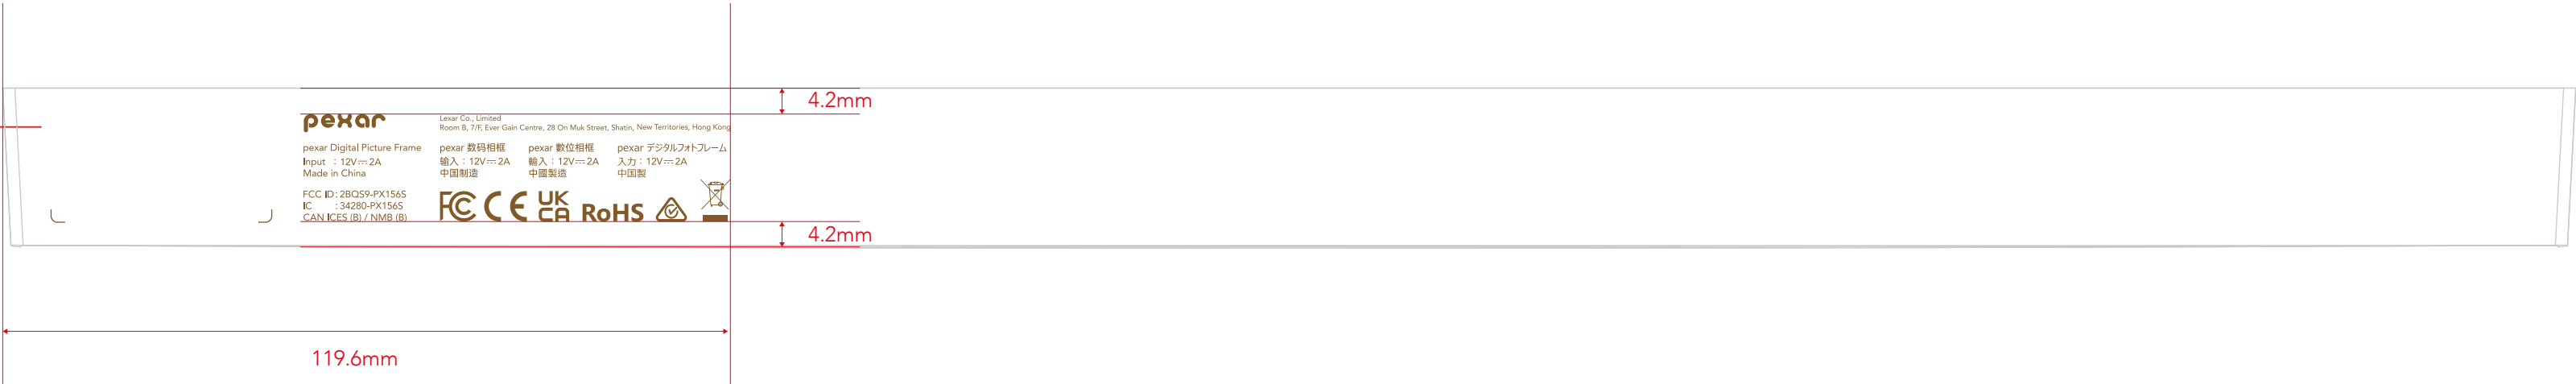 4.2mm
pexar
Lexar Co., Limited
Room B, 7/F, Ever Gain Centre, 28 On Muk Street, Shatin, New Territories, Hong Kong
pexar Digital Picture Frame
Input : 12V⎓2A
Made in China
pexar 数码相框
输入：12V⎓2A
中国制造
pexar 數位相框
輸入：12V⎓2A
中國製造
pexar デジタルフォトフレーム
入力：12V⎓2A
中国製
FCC ID : 2BQS9-PX156S
IC : 34280-PX156S
CAN ICES (B) / NMB (B)
FC CE UK CA RoHS
4.2mm
119.6mm